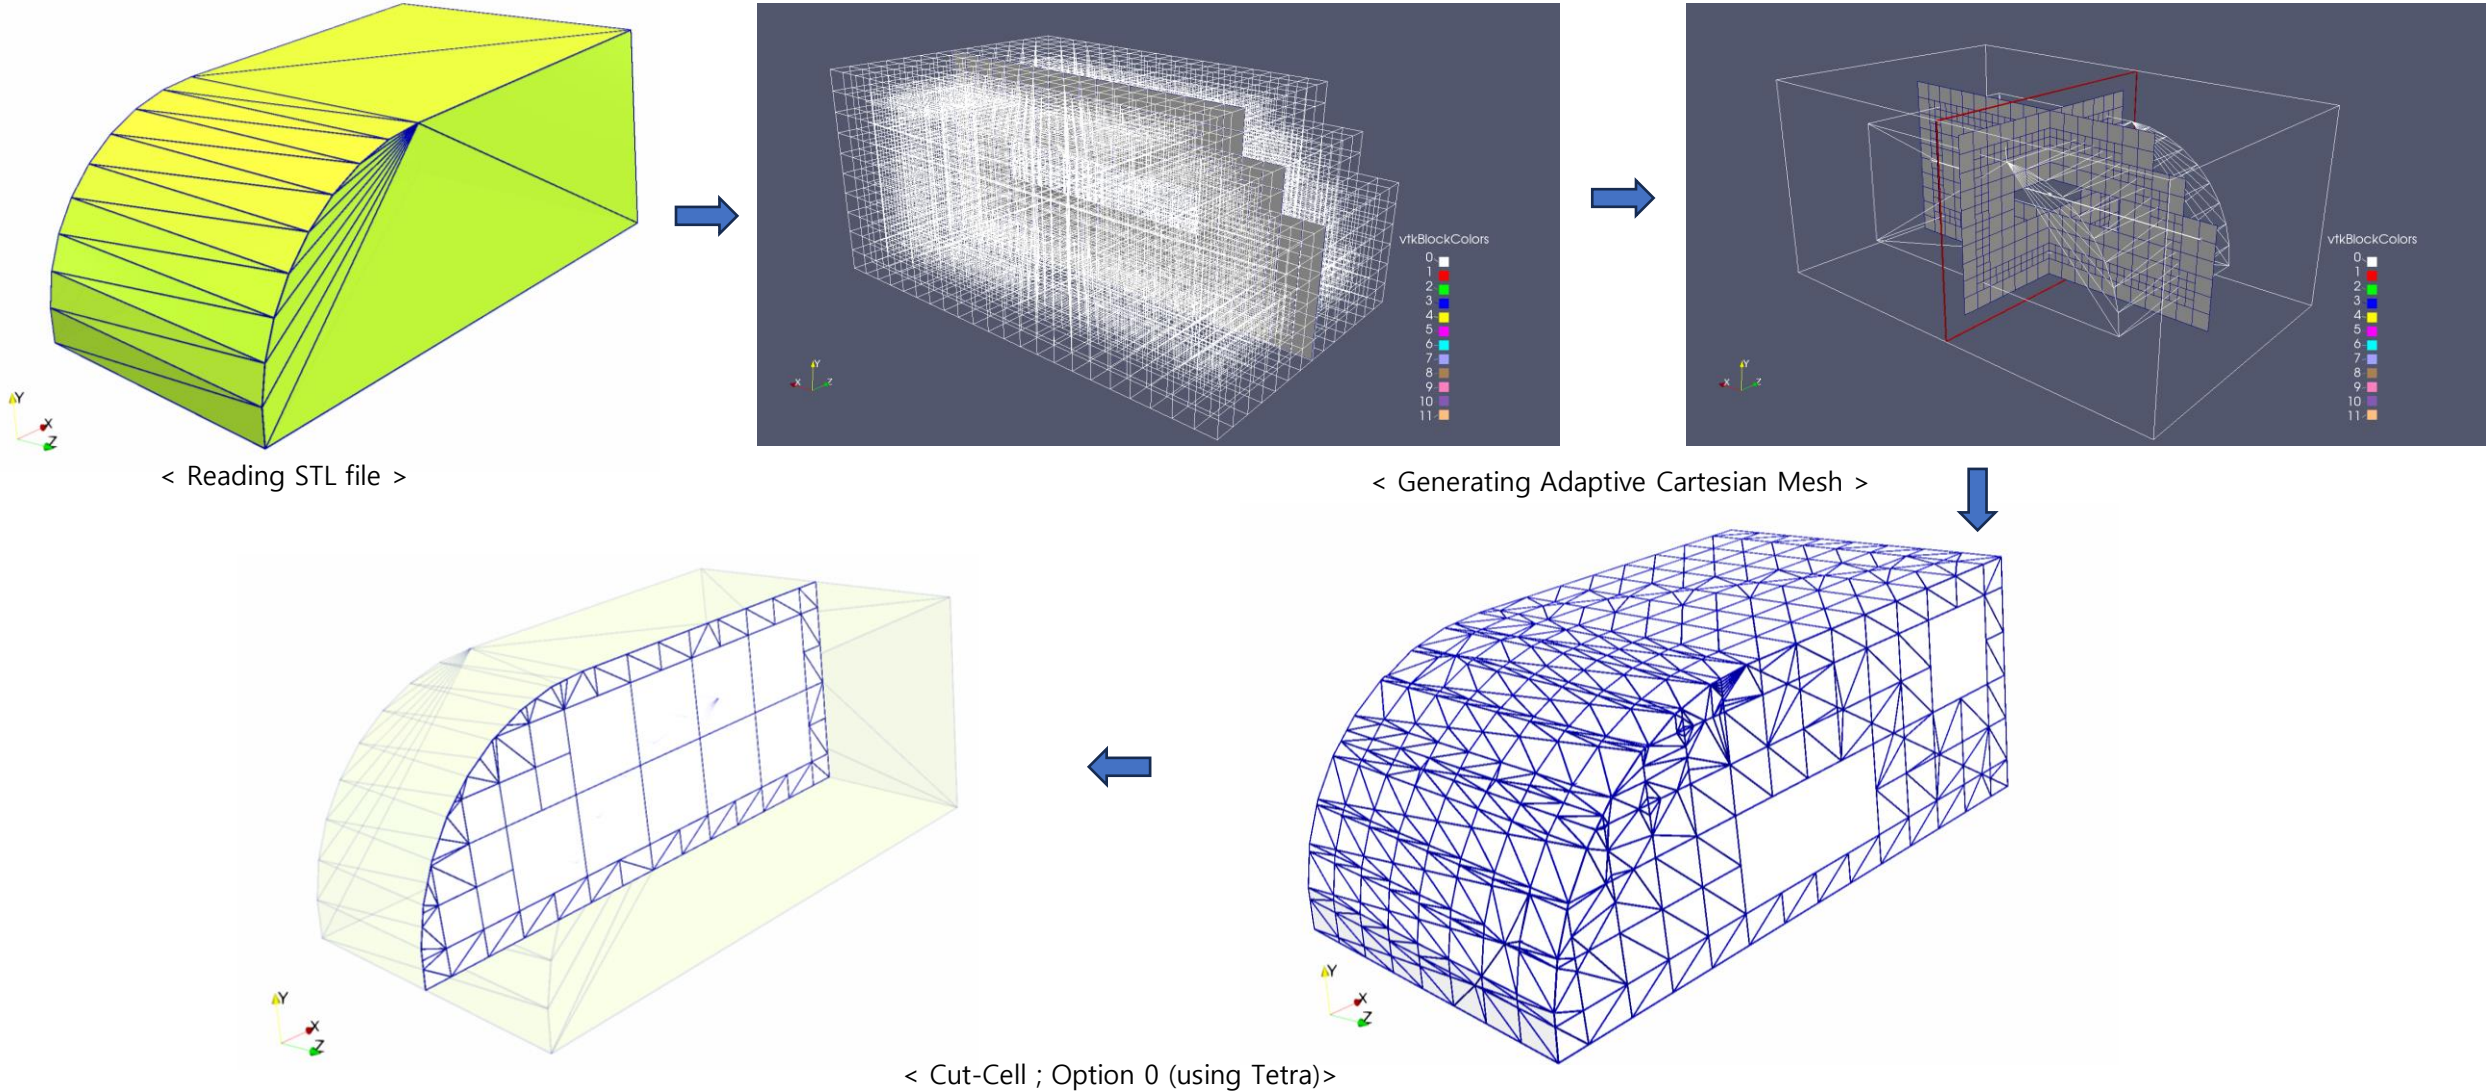 Y
X
Z
< Reading STL file >
vtkBlockColors
0
1
2
3
4
5
6
7
8
9
10
11
Y
X
Z
vtkBlockColors
0
1
2
3
4
5
6
7
8
9
10
11
Y
X
Z
< Generating Adaptive Cartesian Mesh >
Y
X
Z
Y
X
Z
< Cut-Cell ; Option 0 (using Tetra)>